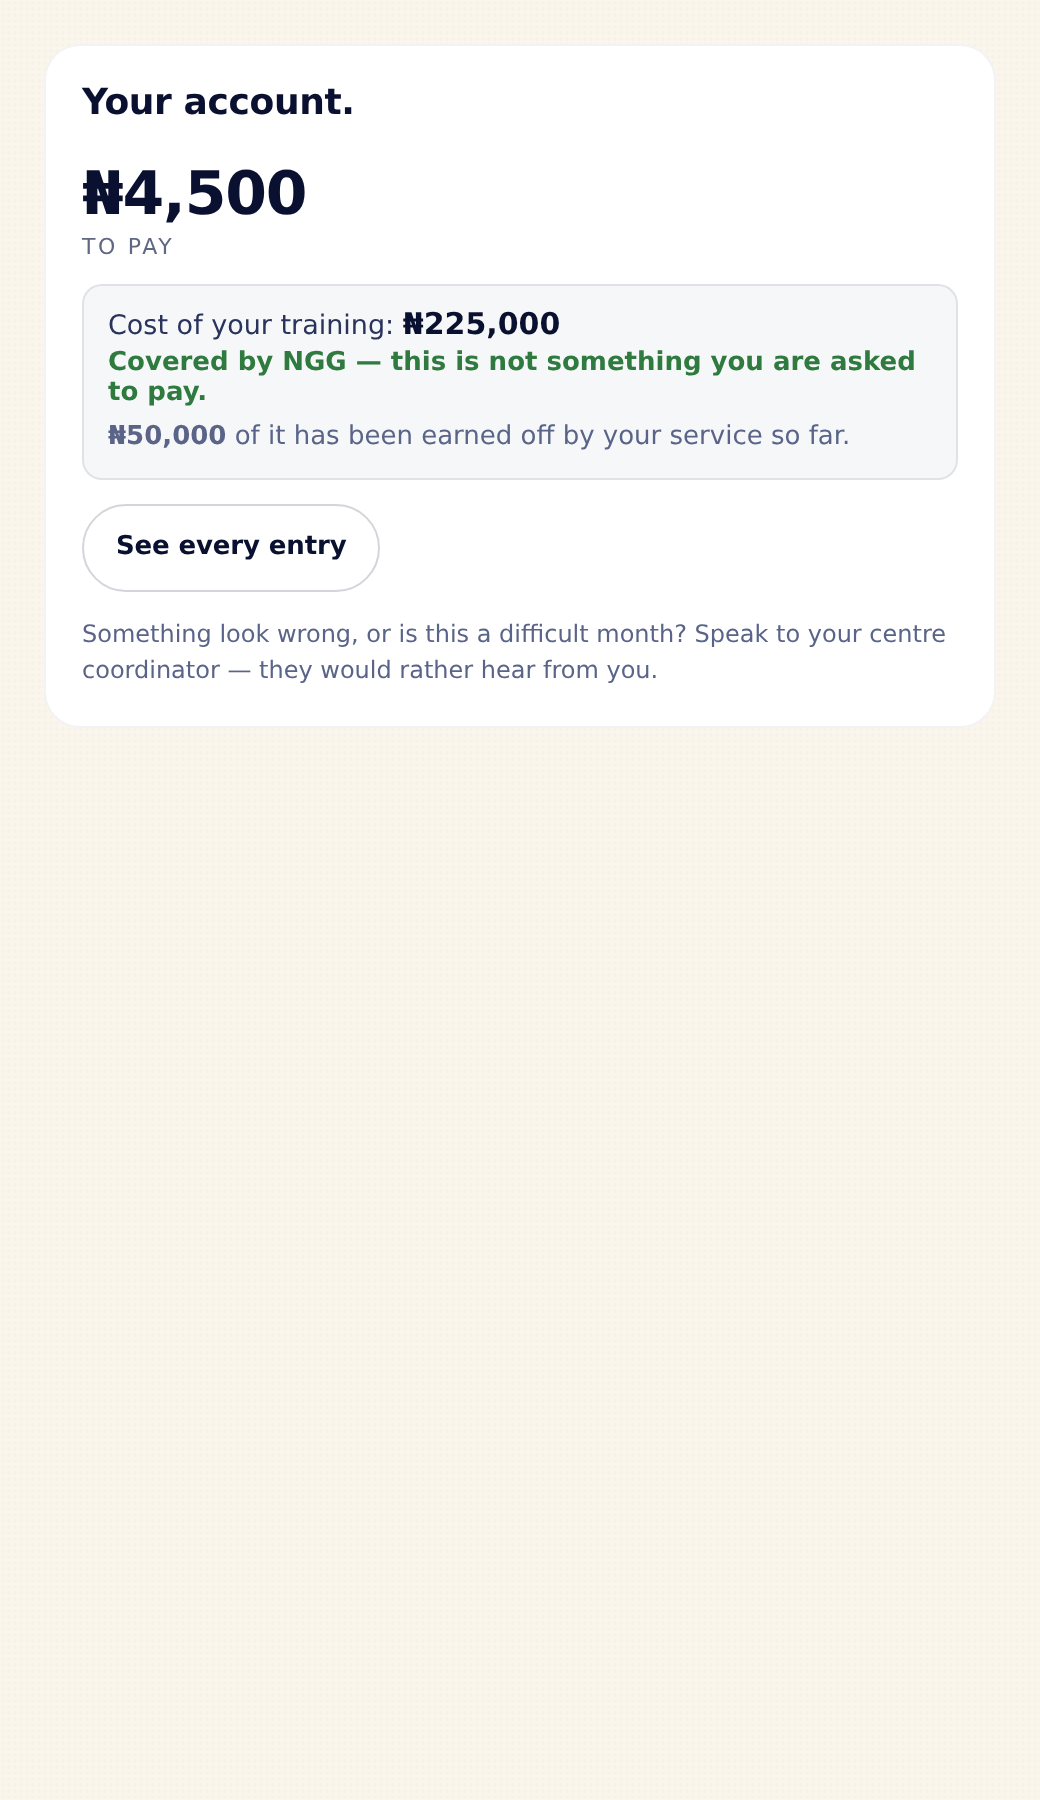 Your account.
₦4,500
TO PAY
Cost of your training: ₦225,000
Covered by NGG — this is not something you are asked
to pay.
₦50,000 of it has been earned off by your service so far.
See every entry
Something look wrong, or is this a difficult month? Speak to your centre
coordinator — they would rather hear from you.